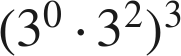 (3⁰ · 3²)³